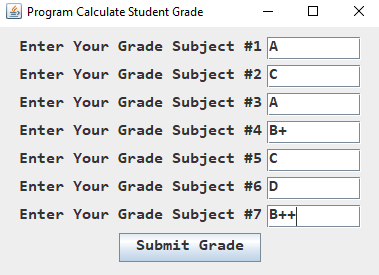 Program Calculate Student Grade
Enter Your Grade Subject #1 A
Enter Your Grade Subject #2 C
Enter Your Grade Subject #3 A
Enter Your Grade Subject #4 B+
Enter Your Grade Subject #5 C
Enter Your Grade Subject #6 D
Enter Your Grade Subject #7 B++
Submit Grade